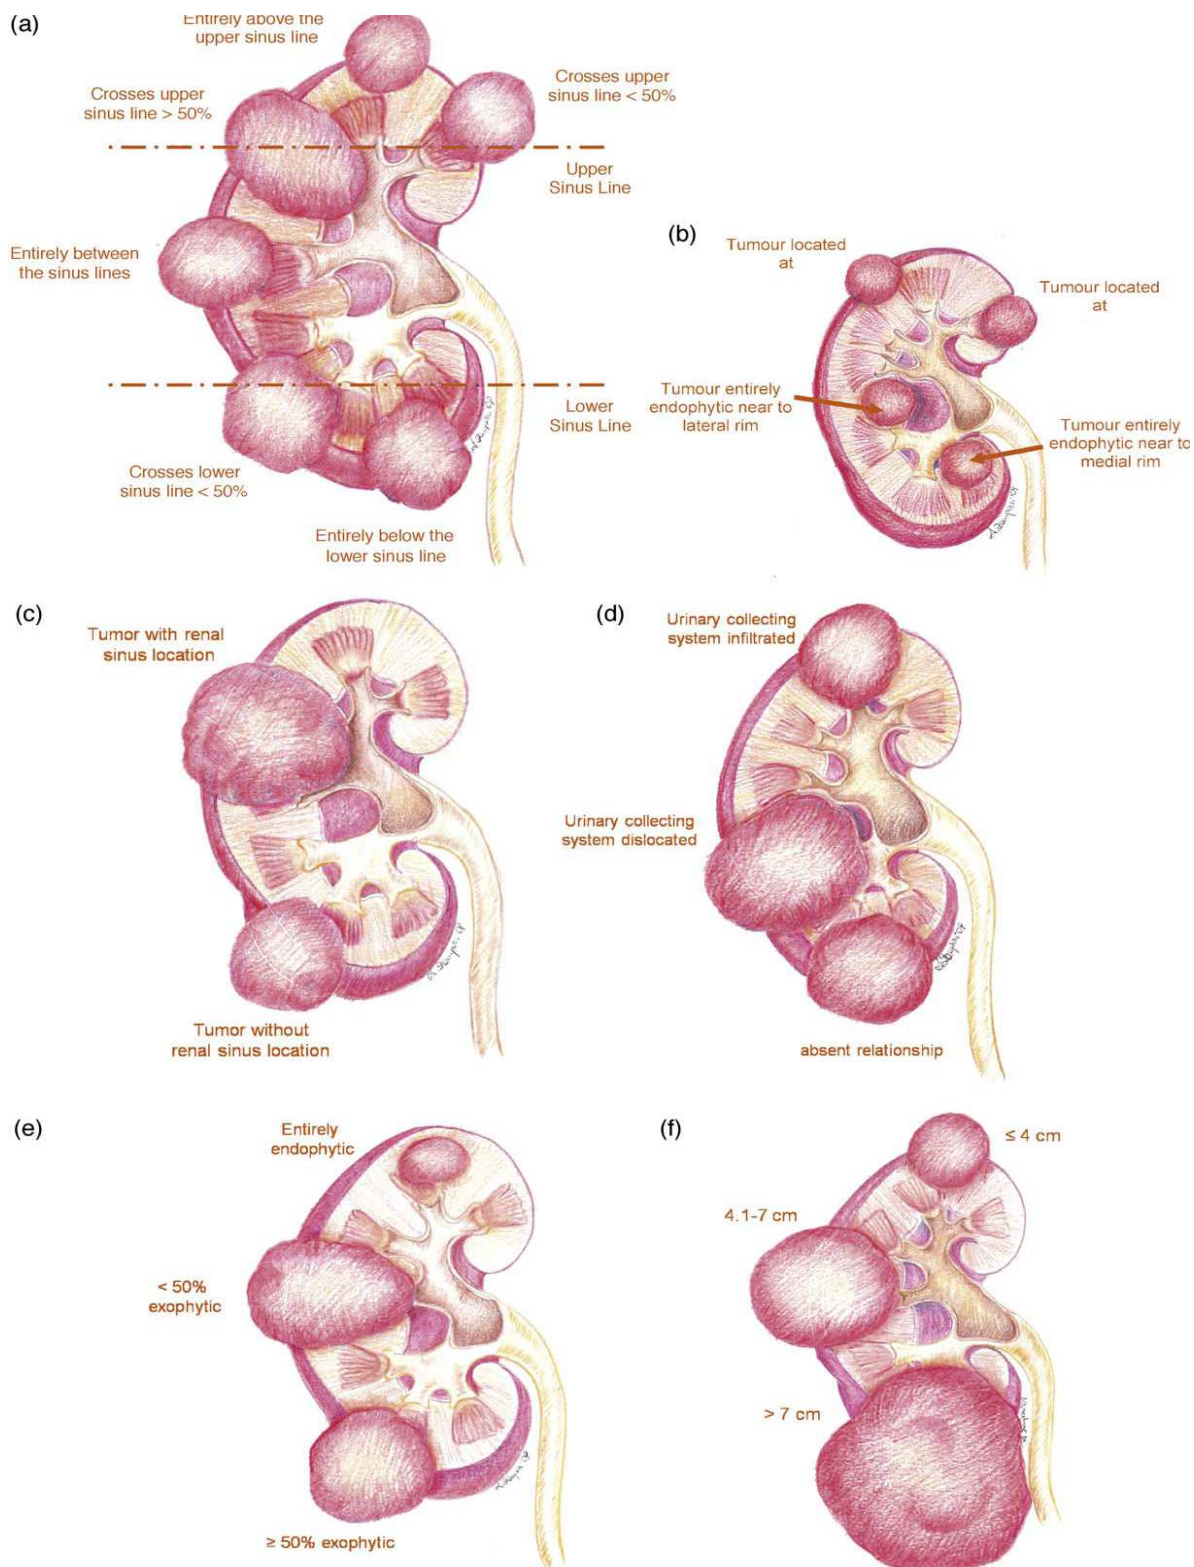 (a)
Entirely above the
upper sinus line
Crosses upper
sinus line > 50%
Crosses upper
sinus line < 50%
Upper
Sinus Line
Entirely between
the sinus lines
Lower
Sinus Line
Crosses lower
sinus line < 50%
Entirely below the
lower sinus line
(b)
Tumour located
at
Tumour located
at
Tumour entirely
endophytic near to
lateral rim
Tumour entirely
endophytic near to
medial rim
(c)
Tumor with renal
sinus location
Tumor without
renal sinus location
(d)
Urinary collecting
system infiltrated
Urinary collecting
system dislocated
absent relationship
(e)
Entirely
endophytic
< 50%
exophytic
≥ 50% exophytic
(f)
≤ 4 cm
4.1-7 cm
> 7 cm